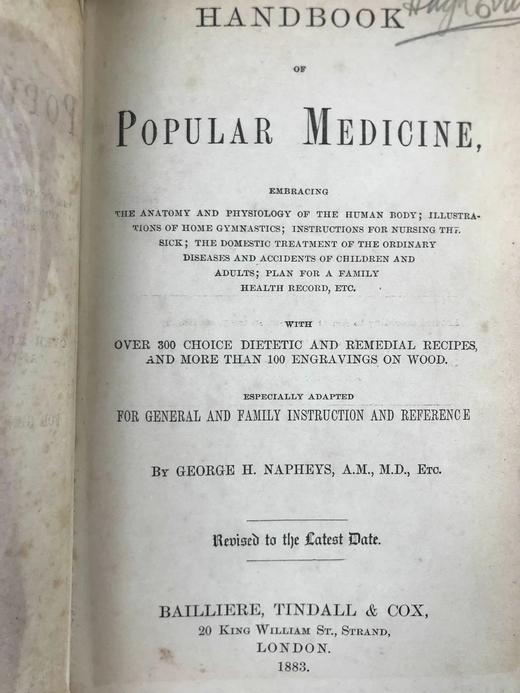 HANDBOOK
OF
POPULAR MEDICINE,
EMBRACING
THE ANATOMY AND PHYSIOLOGY OF THE HUMAN BODY; ILLUSTRA-
TIONS OF HOME GYMNASTICS; INSTRUCTIONS FOR NURSING THE
SICK; THE DOMESTIC TREATMENT OF THE ORDINARY
DISEASES AND ACCIDENTS OF CHILDREN AND
ADULTS; PLAN FOR A FAMILY
HEALTH RECORD, ETC.
WITH
OVER 300 CHOICE DIETETIC AND REMEDIAL RECIPES,
AND MORE THAN 100 ENGRAVINGS ON WOOD.
ESPECIALLY ADAPTED
FOR GENERAL AND FAMILY INSTRUCTION AND REFERENCE
BY GEORGE H. NAPHEYS, A.M., M.D., ETC.
Revised to the Latest Date.
BAILLIERE, TINDALL & COX,
20 KING WILLIAM ST., STRAND,
LONDON.
1883.